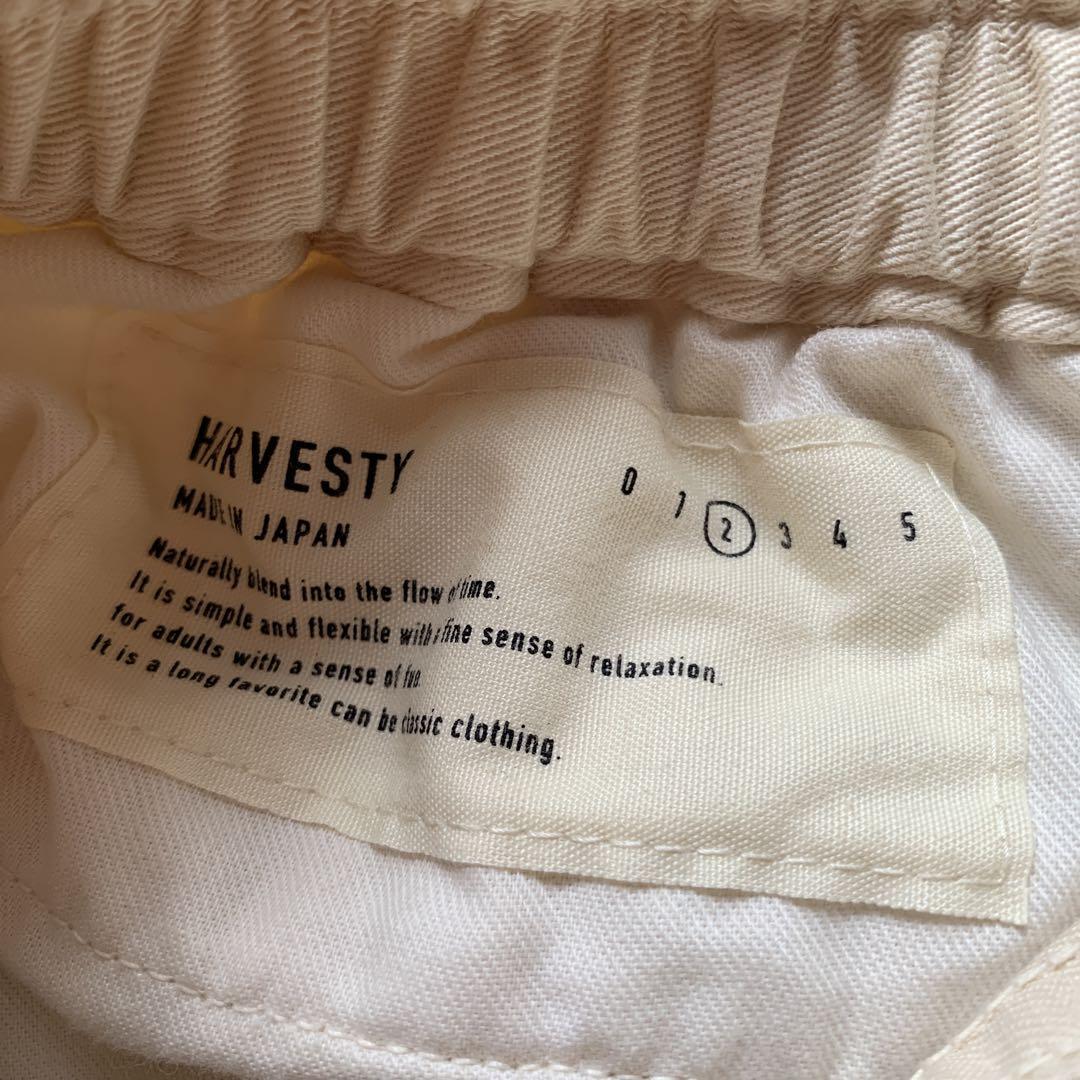 HARVESTY
MADE IN JAPAN
0 1 2 3 4 5
Naturally blend into the flow of time.
It is simple and flexible with a fine sense of relaxation.
for adults with a sense of fun.
It is a long favorite can be classic clothing.